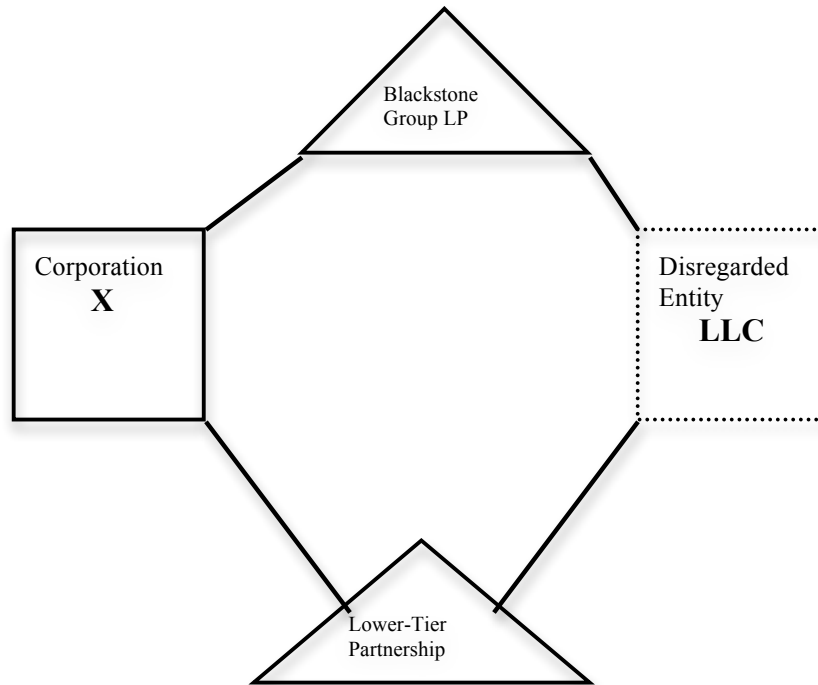 Blackstone
Group LP
Corporation
X
Disregarded
Entity
LLC
Lower-Tier
Partnership